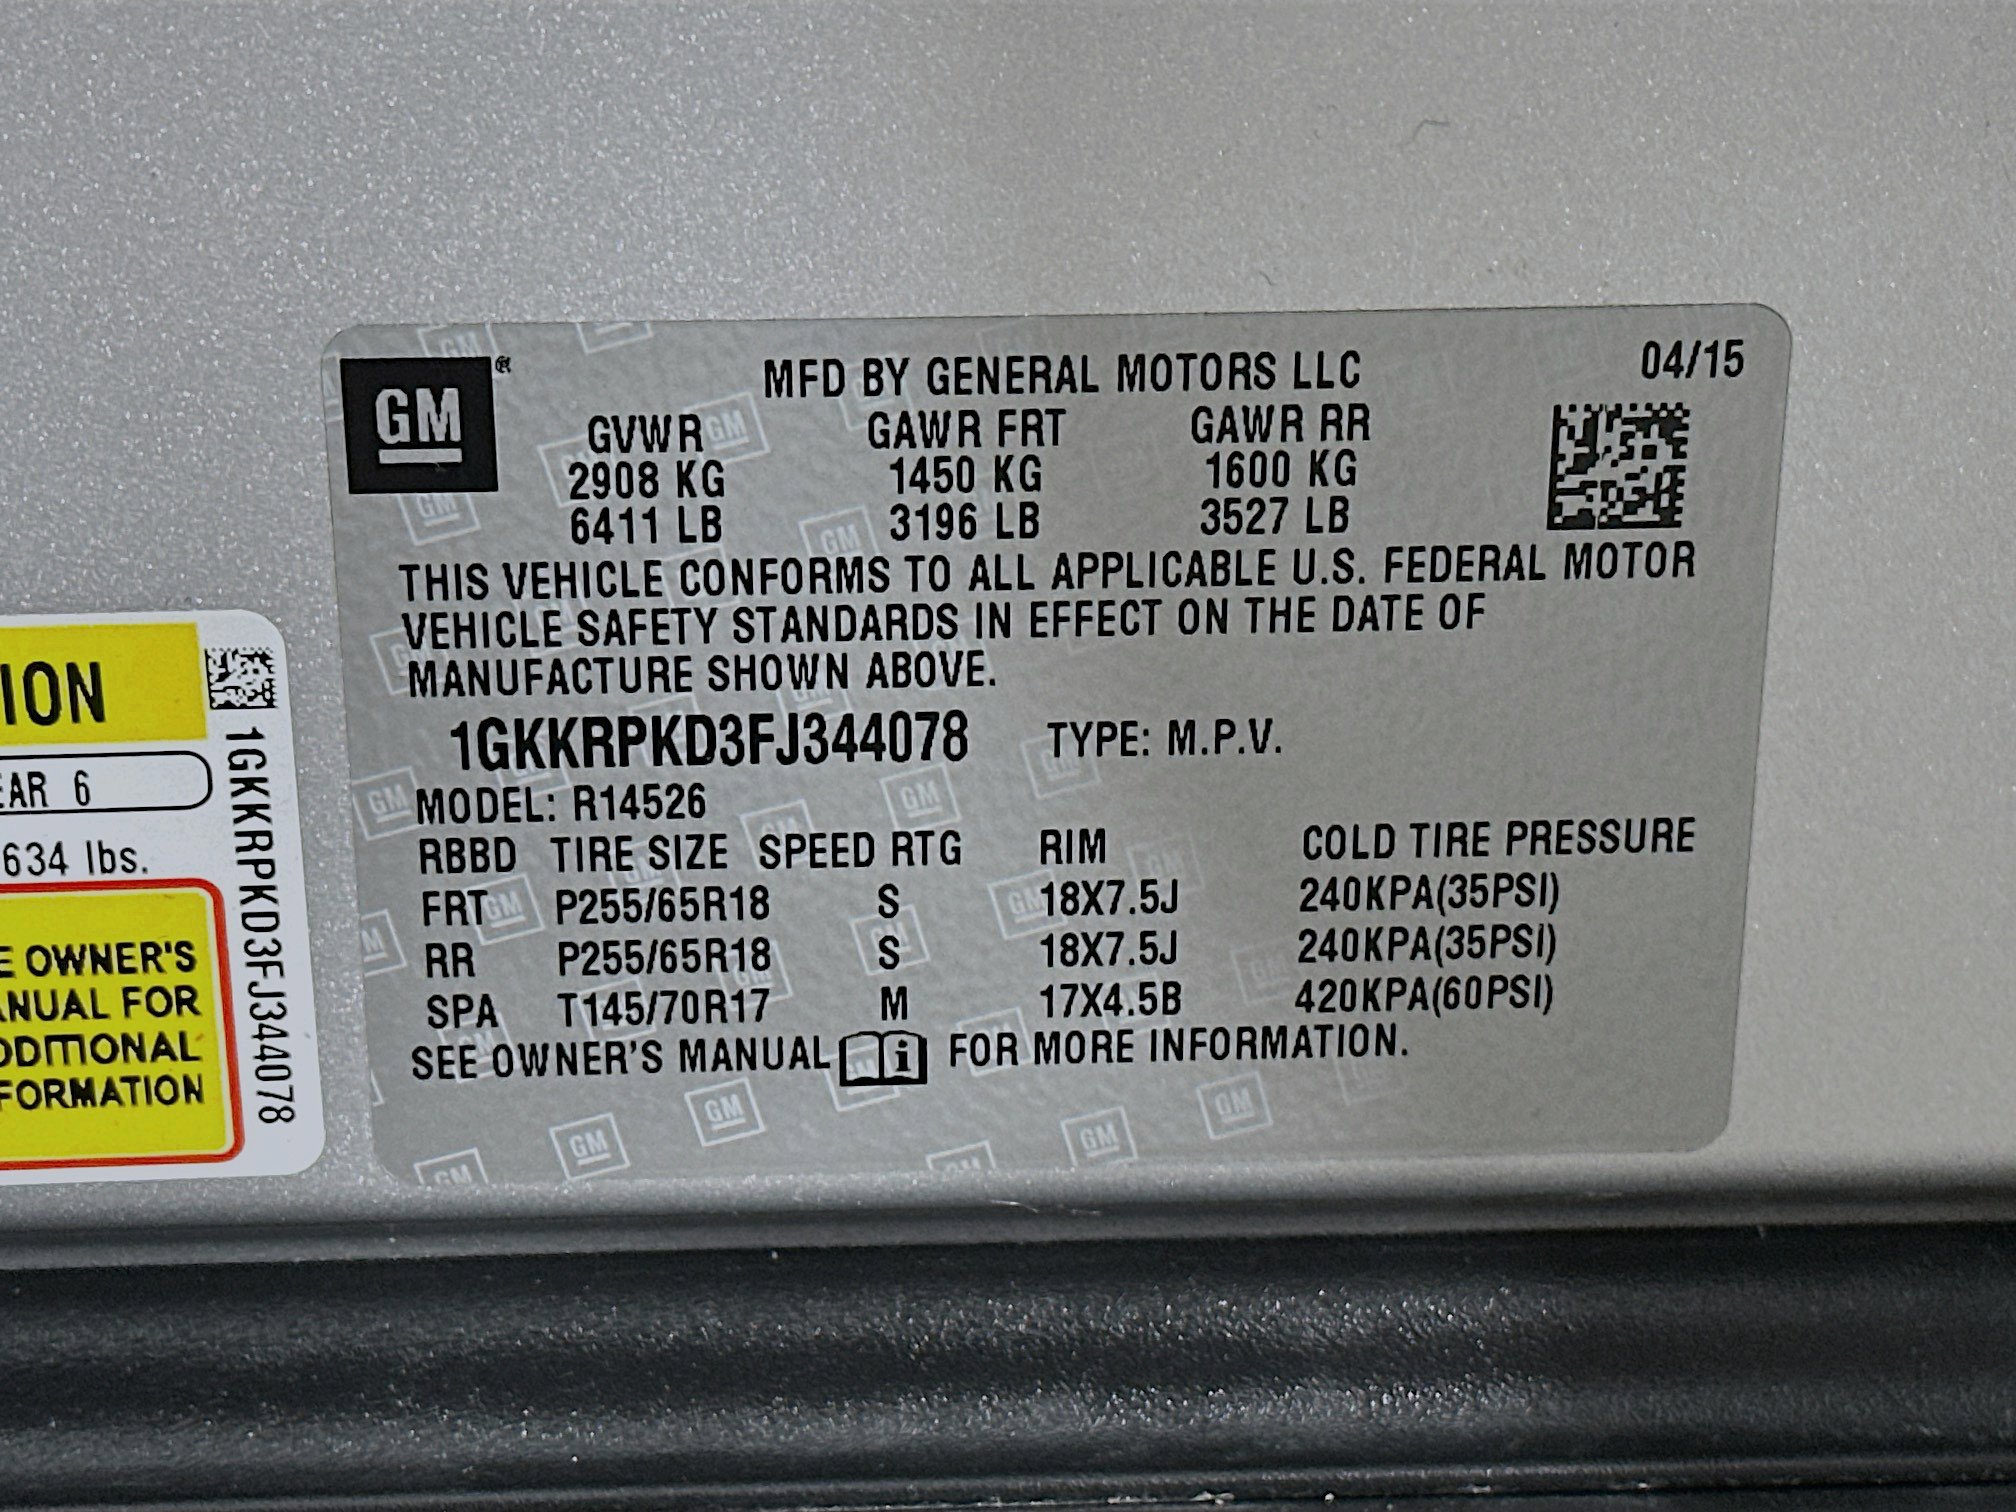 GM®
MFD BY GENERAL MOTORS LLC
04/15
GVWR GAWR FRT GAWR RR
2908 KG 1450 KG 1600 KG
6411 LB 3196 LB 3527 LB
THIS VEHICLE CONFORMS TO ALL APPLICABLE U.S. FEDERAL MOTOR
VEHICLE SAFETY STANDARDS IN EFFECT ON THE DATE OF
MANUFACTURE SHOWN ABOVE.
1GKKRPKD3FJ344078 TYPE: M.P.V.
MODEL: R14526
RBBD TIRE SIZE SPEED RTG RIM COLD TIRE PRESSURE
FRT P255/65R18 S 18X7.5J 240KPA(35PSI)
RR P255/65R18 S 18X7.5J 240KPA(35PSI)
SPA T145/70R17 M 17X4.5B 420KPA(60PSI)
SEE OWNER'S MANUAL i FOR MORE INFORMATION.
ION
EAR 6
634 lbs.
E OWNER'S
ANUAL FOR
DDITIONAL
FORMATION
1GKKRPKD3FJ344078